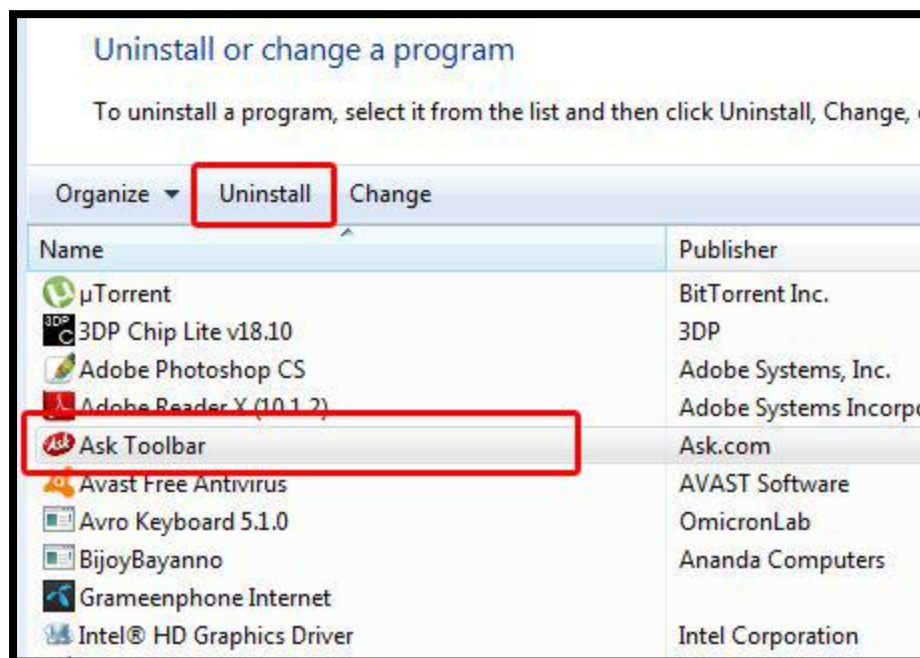 Uninstall or change a program
To uninstall a program, select it from the list and then click Uninstall, Change,
Organize Uninstall Change
Name Publisher
µTorrent BitTorrent Inc.
3DP Chip Lite v18.10 3DP
Adobe Photoshop CS Adobe Systems, Inc.
Adobe Reader X (10.1.2) Adobe Systems Incorpo
Ask Toolbar Ask.com
Avast Free Antivirus AVAST Software
Avro Keyboard 5.1.0 OmicronLab
BijoyBayanno Ananda Computers
Grameenphone Internet
Intel® HD Graphics Driver Intel Corporation